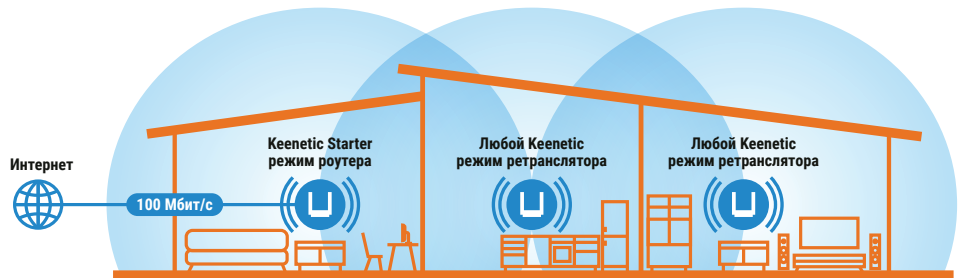 Интернет
100 Мбит/с
Keenetic Starter
режим роутера
Любой Keenetic
режим ретранслятора
Любой Keenetic
режим ретранслятора